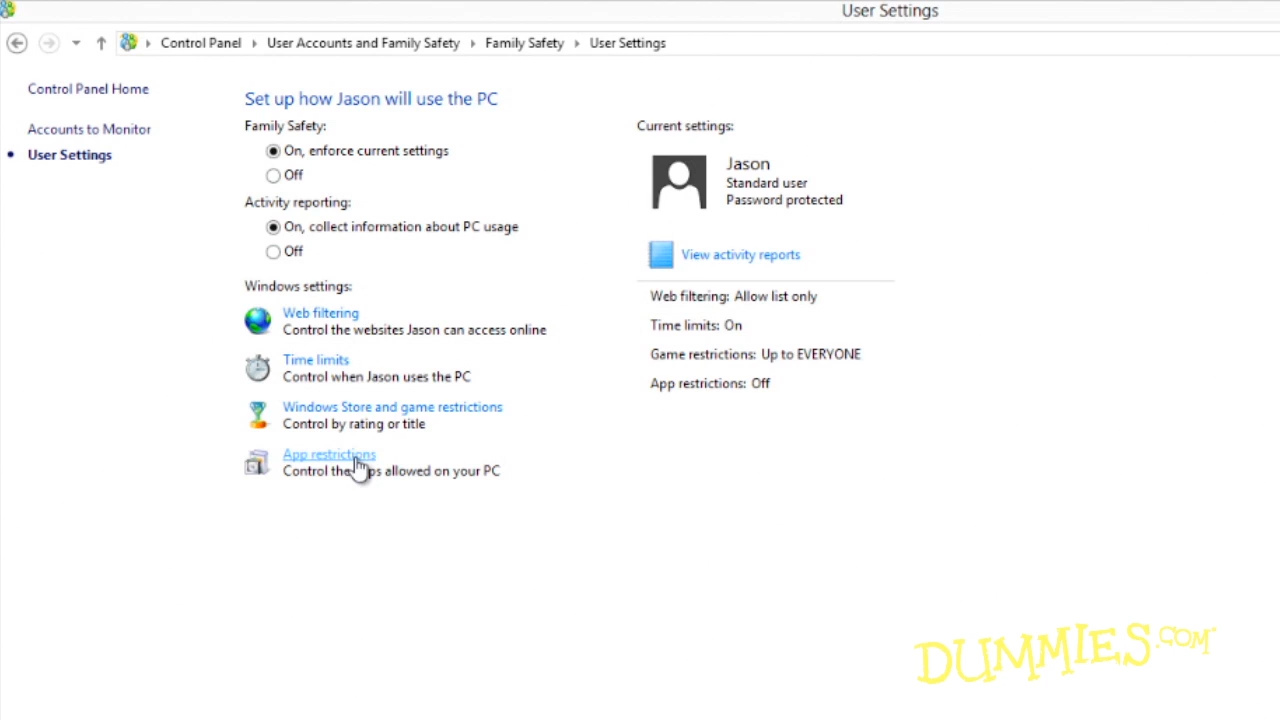 User Settings
Control Panel User Accounts and Family Safety Family Safety User Settings
Control Panel Home
Accounts to Monitor
User Settings
Set up how Jason will use the PC
Family Safety:
On, enforce current settings
Off
Activity reporting:
On, collect information about PC usage
Off
Windows settings:
Web filtering
Control the websites Jason can access online
Time limits
Control when Jason uses the PC
Windows Store and game restrictions
Control by rating or title
App restrictions
Control the apps allowed on your PC
Current settings:
Jason
Standard user
Password protected
View activity reports
Web filtering: Allow list only
Time limits: On
Game restrictions: Up to EVERYONE
App restrictions: Off
DUMMIES.COM